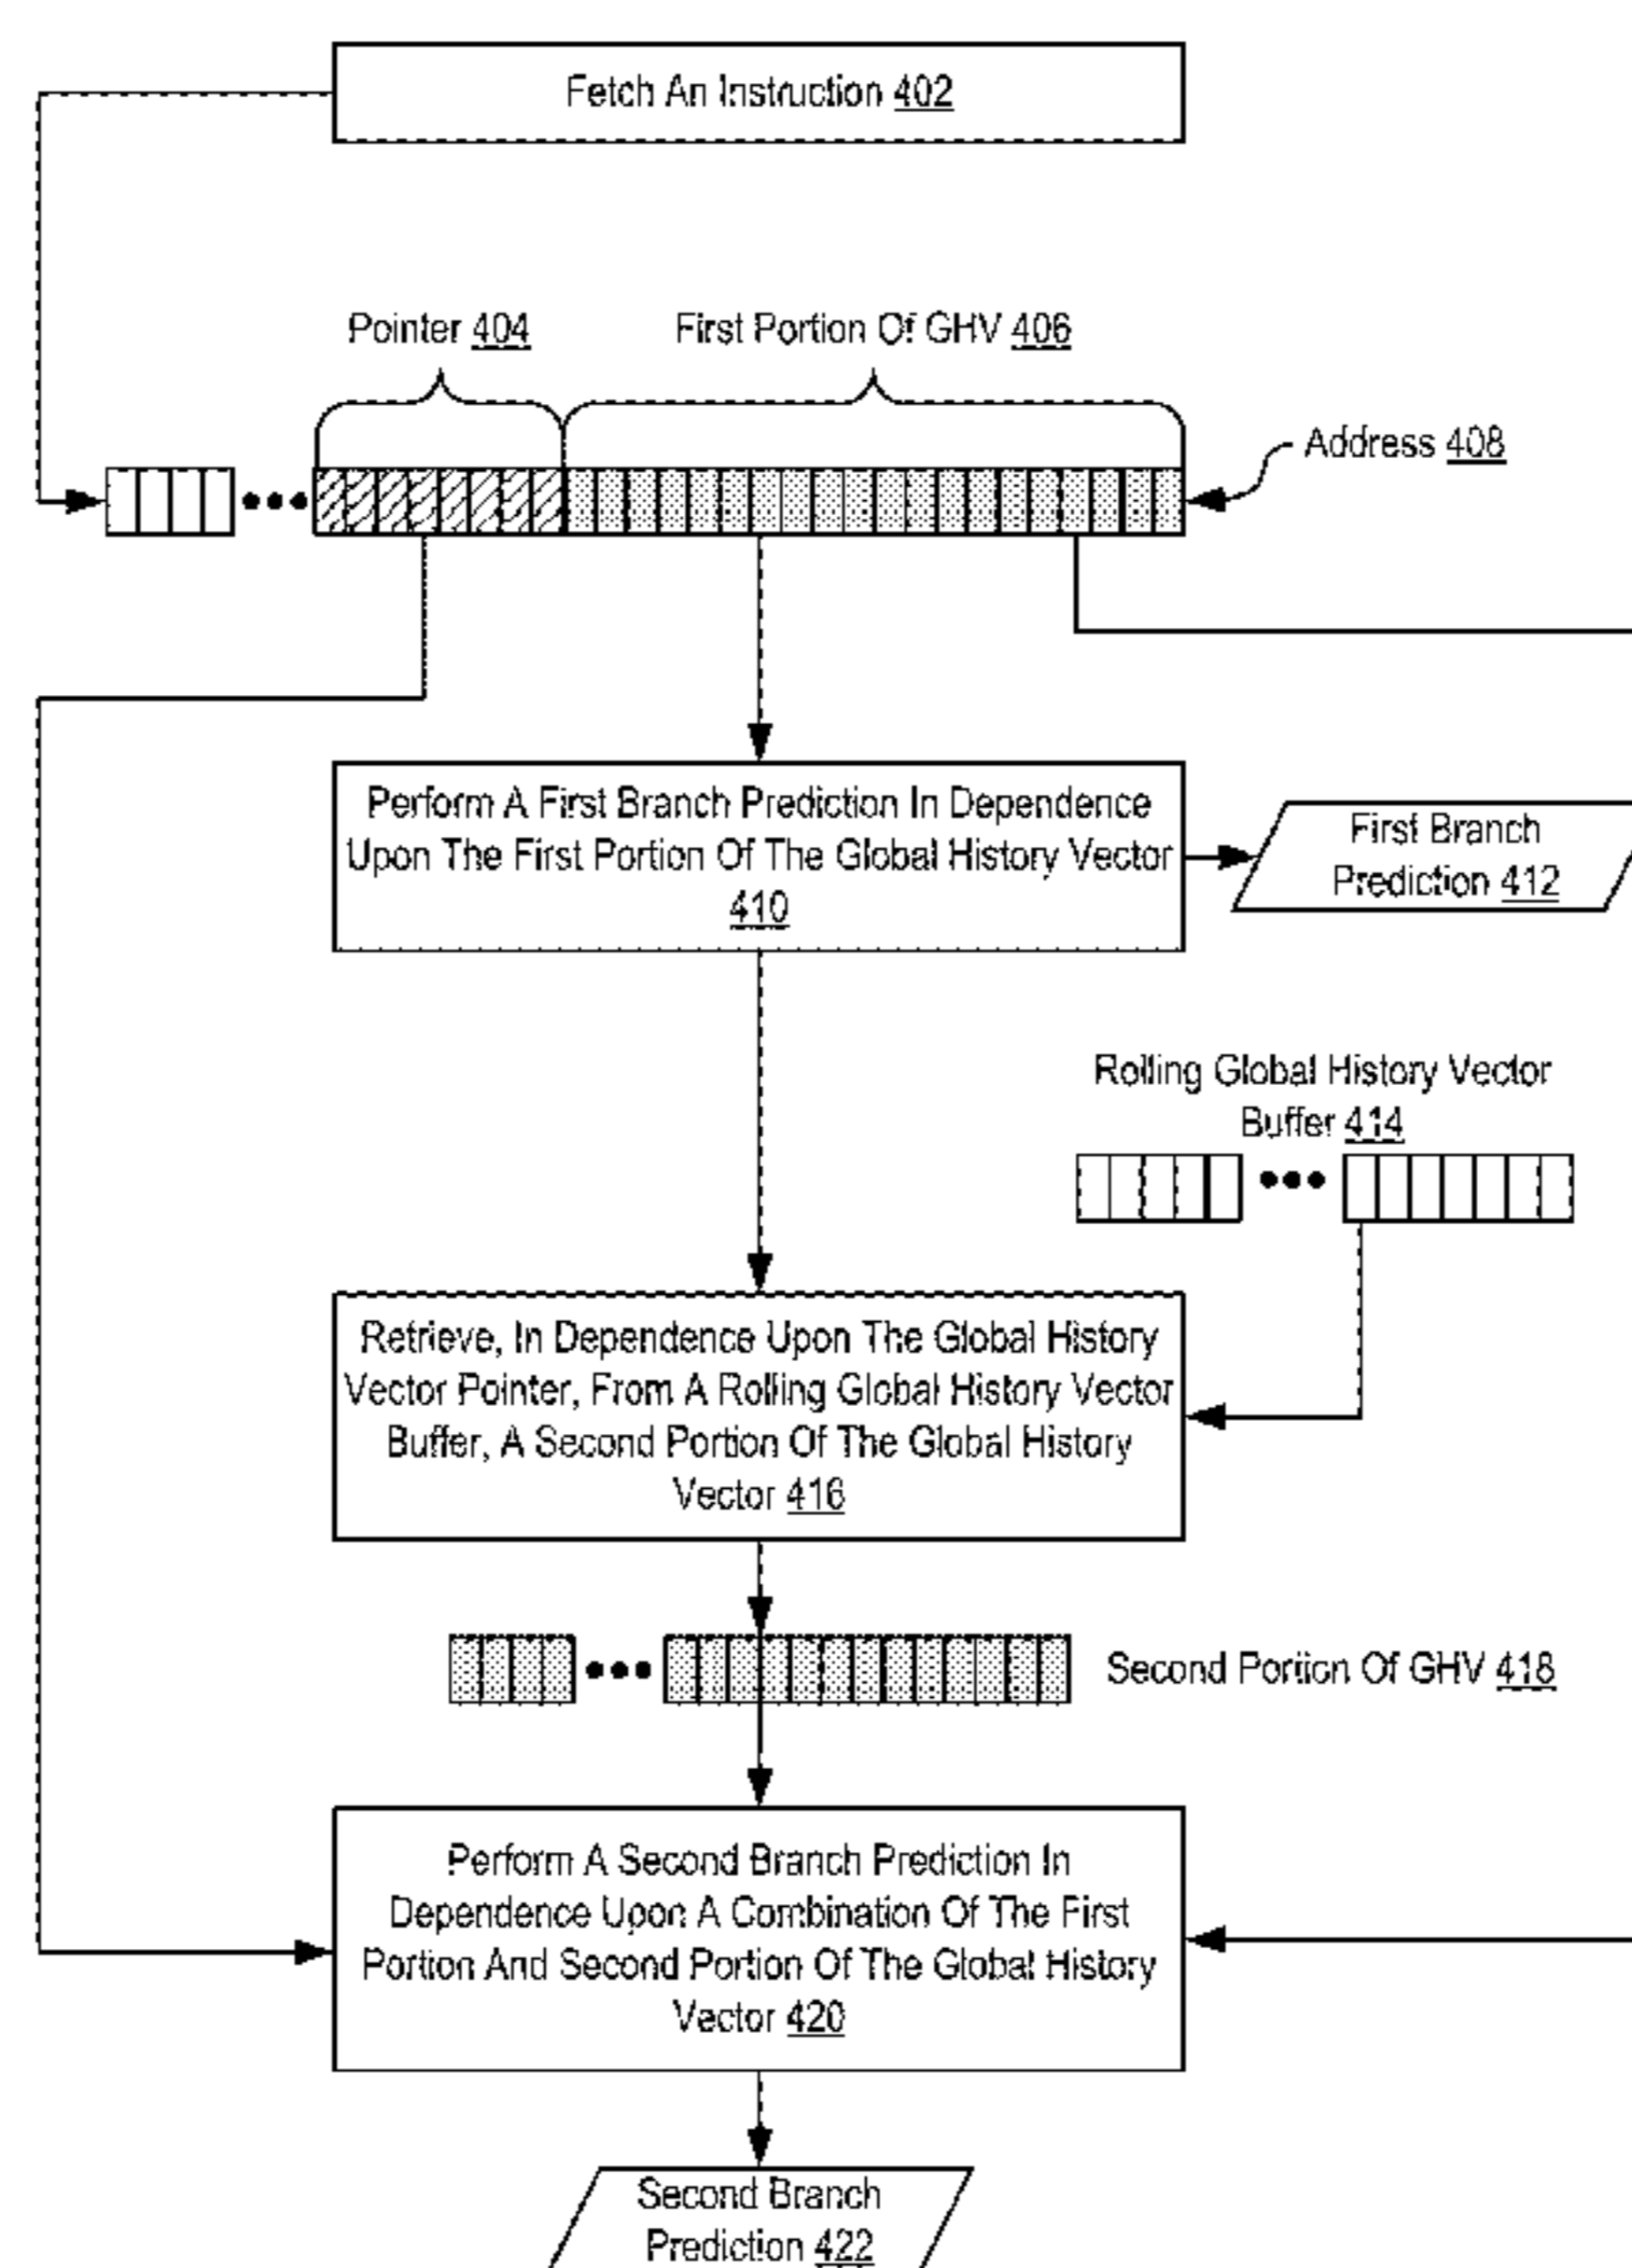 Fetch An Instruction 402
Pointer 404
First Portion Of GHV 406
Address 408
Perform A First Branch Prediction In Dependence
Upon The First Portion Of The Global History Vector
410
First Branch
Prediction 412
Rolling Global History Vector
Buffer 414
Retrieve, In Dependence Upon The Global History
Vector Pointer, From A Rolling Global History Vector
Buffer, A Second Portion Of The Global History
Vector 416
Second Portion Of GHV 418
Perform A Second Branch Prediction In
Dependence Upon A Combination Of The First
Portion And Second Portion Of The Global History
Vector 420
Second Branch
Prediction 422